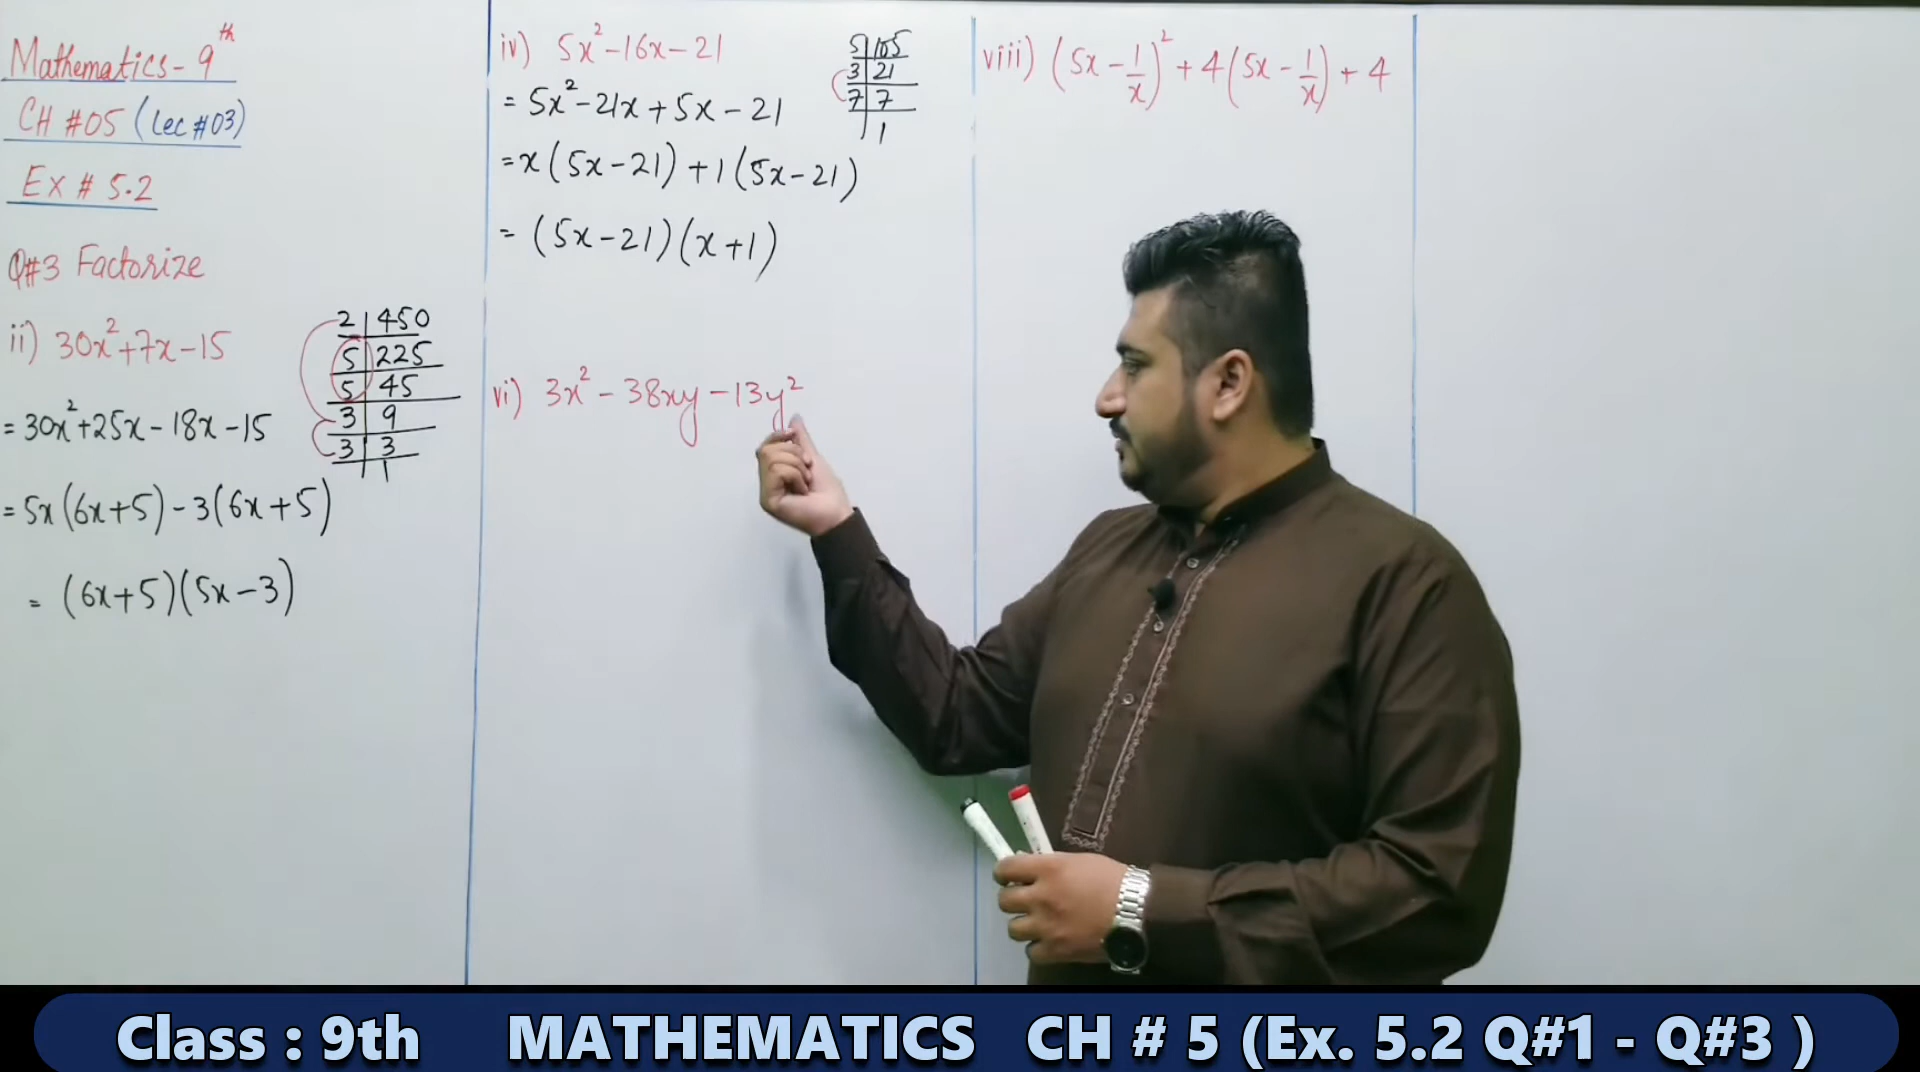 Mathematics - 9th
CH #05 (Lec #03)
Ex # 5.2
Q#3 Factorize
ii) 30x²+7x-15
= 30x²+25x-18x-15
= 5x(6x+5)-3(6x+5)
= (6x+5)(5x-3)
2 | 450
5 | 225
5 | 45
3 | 9
3 | 3
| 1
iv) 5x²-16x-21
= 5x²-21x+5x-21
= x(5x-21)+1(5x-21)
= (5x-21)(x+1)
5 | 105
3 | 21
7 | 7
| 1
vi) 3x²-38xy-13y²
viii) (5x-1/x)²+4(5x-1/x)+4
Class : 9th MATHEMATICS CH # 5 (Ex. 5.2 Q#1 - Q#3 )